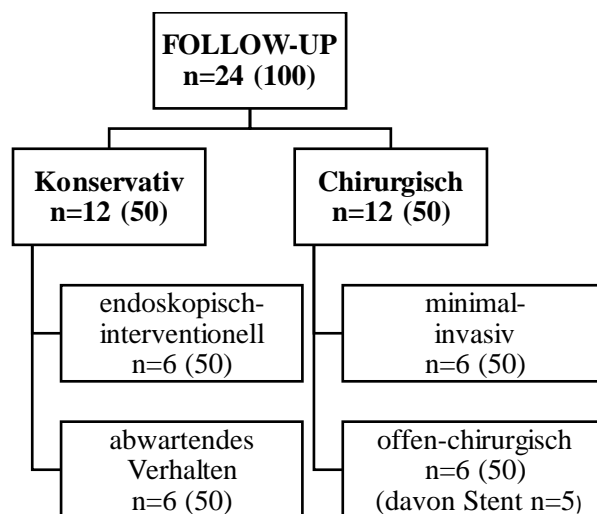 FOLLOW-UP
n=24 (100)
Konservativ
n=12 (50)
endoskopisch-
interventionell
n=6 (50)
abwartendes
Verhalten
n=6 (50)
Chirurgisch
n=12 (50)
minimal-
invasiv
n=6 (50)
offen-chirurgisch
n=6 (50)
(davon Stent n=5)